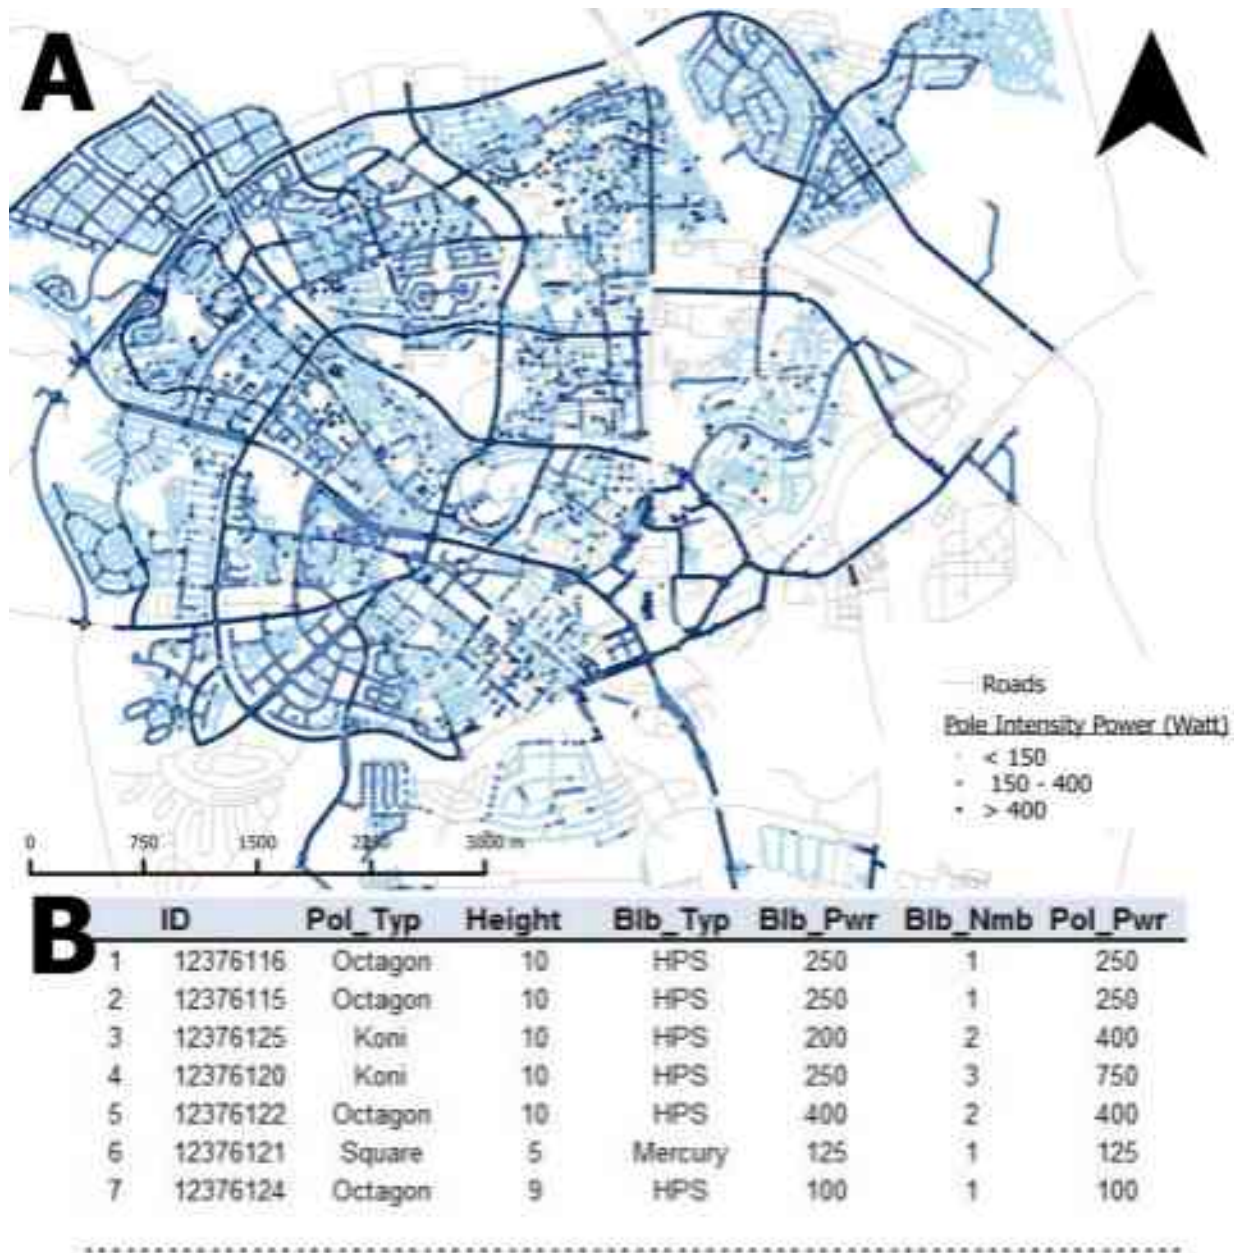 A
Roads
Pole Intensity Power (Watt)
< 150
150 - 400
> 400
0 750 1500 2250 3000 m
B
ID Pol_Typ Height Blb_Typ Blb_Pwr Blb_Nmb Pol_Pwr
1 12376116 Octagon 10 HPS 250 1 250
2 12376115 Octagon 10 HPS 250 1 250
3 12376125 Koni 10 HPS 200 2 400
4 12376120 Koni 10 HPS 250 3 750
5 12376122 Octagon 10 HPS 400 2 400
6 12376121 Square 5 Mercury 125 1 125
7 12376124 Octagon 9 HPS 100 1 100